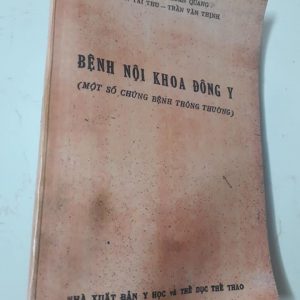 QUANG
TÀI THU — TRẦN VĂN THỊNH
BỆNH NỘI KHOA ĐÔNG Y
(MỘT SỐ CHỨNG BỆNH THÔNG THƯỜNG)
NHÀ XUẤT BẢN Y HỌC VÀ THỂ DỤC THỂ THAO